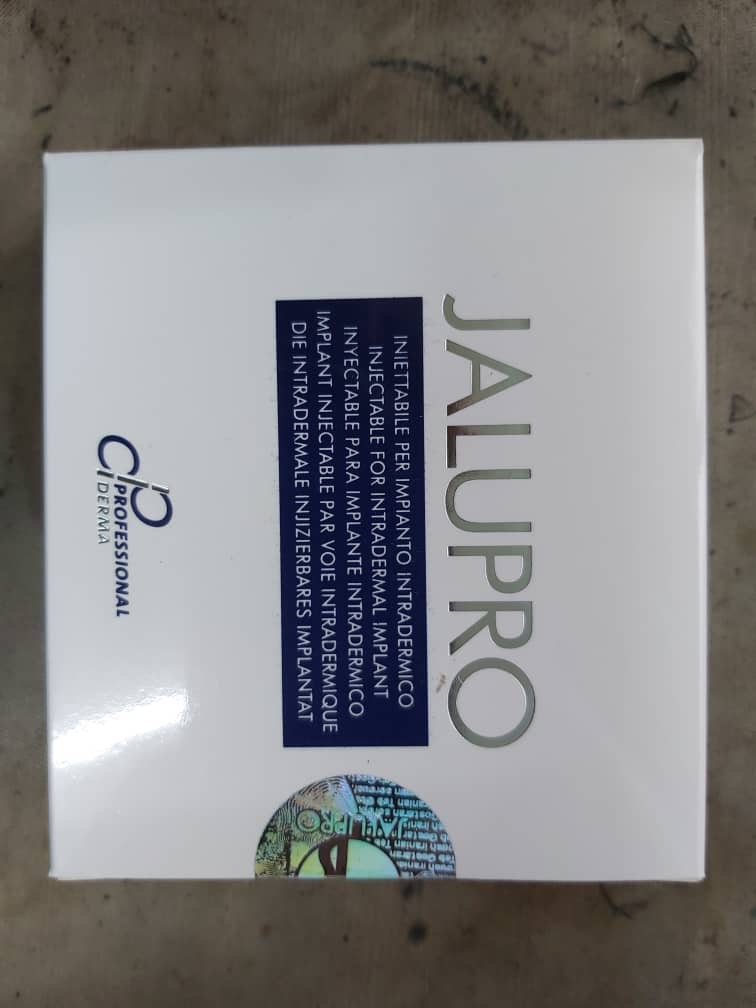 JALUPRO
INIETTABILE PER IMPIANTO INTRADERMICO
INJECTABLE FOR INTRADERMAL IMPLANT
INYECTABLE PARA IMPLANTE INTRADERMICO
IMPLANT INJECTABLE PAR VOIE INTRADERMIQUE
DIE INTRADERMALE INJIZIERBARES IMPLANTAT
PROFESSIONAL
DERMA
JALUPRO